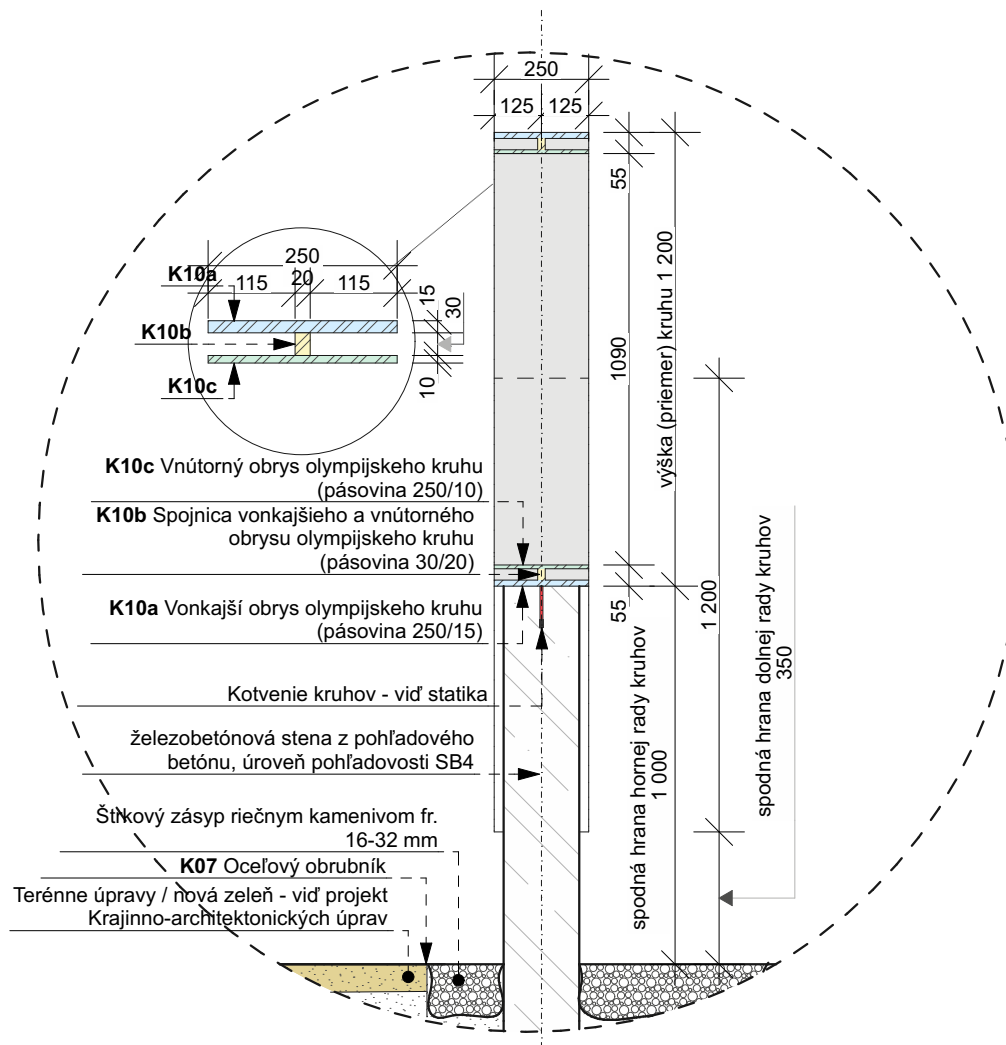 250
125
125
55
výška (priemer) kruhu 1 200
1090
250
K10a
115
20
115
15
30
K10b
K10c
10
K10c Vnútorný obrys olympijskeho kruhu
(pásovina 250/10)
K10b Spojnica vonkajšieho a vnútorného
obrysu olympijskeho kruhu
(pásovina 30/20)
K10a Vonkajší obrys olympijskeho kruhu
(pásovina 250/15)
55
1 200
spodná hrana dolnej rady kruhov
350
spodná hrana hornej rady kruhov
1 000
Kotvenie kruhov - viď statika
železobetónová stena z pohľadového
betónu, úroveň pohľadovosti SB4
Štrkový zásyp riečnym kamenivom fr.
16-32 mm
K07 Oceľový obrubník
Terénne úpravy / nová zeleň - viď projekt
Krajinno-architektonických úprav